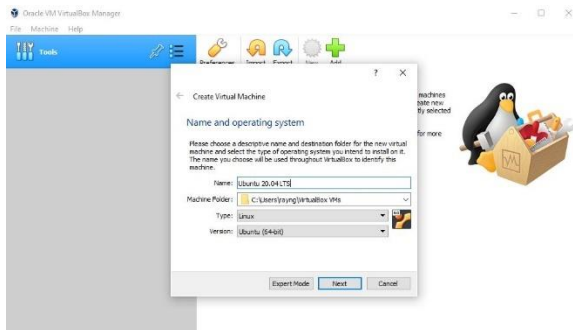 Oracle VM VirtualBox Manager
File Machine Help
Tools
Preferences Import Export New Add
? ×
Create Virtual Machine
machines
eate new
tly selected
for more
Name and operating system
Please choose a descriptive name and destination folder for the new virtual
machine and select the type of operating system you intend to install on it.
The name you choose will be used throughout VirtualBox to identify this
machine.
Name: Ubuntu 20.04 LTS
Machine Folder: C:\Users\rayng\VirtualBox VMs
Type: Linux
Version: Ubuntu (64-bit)
Expert Mode Next Cancel